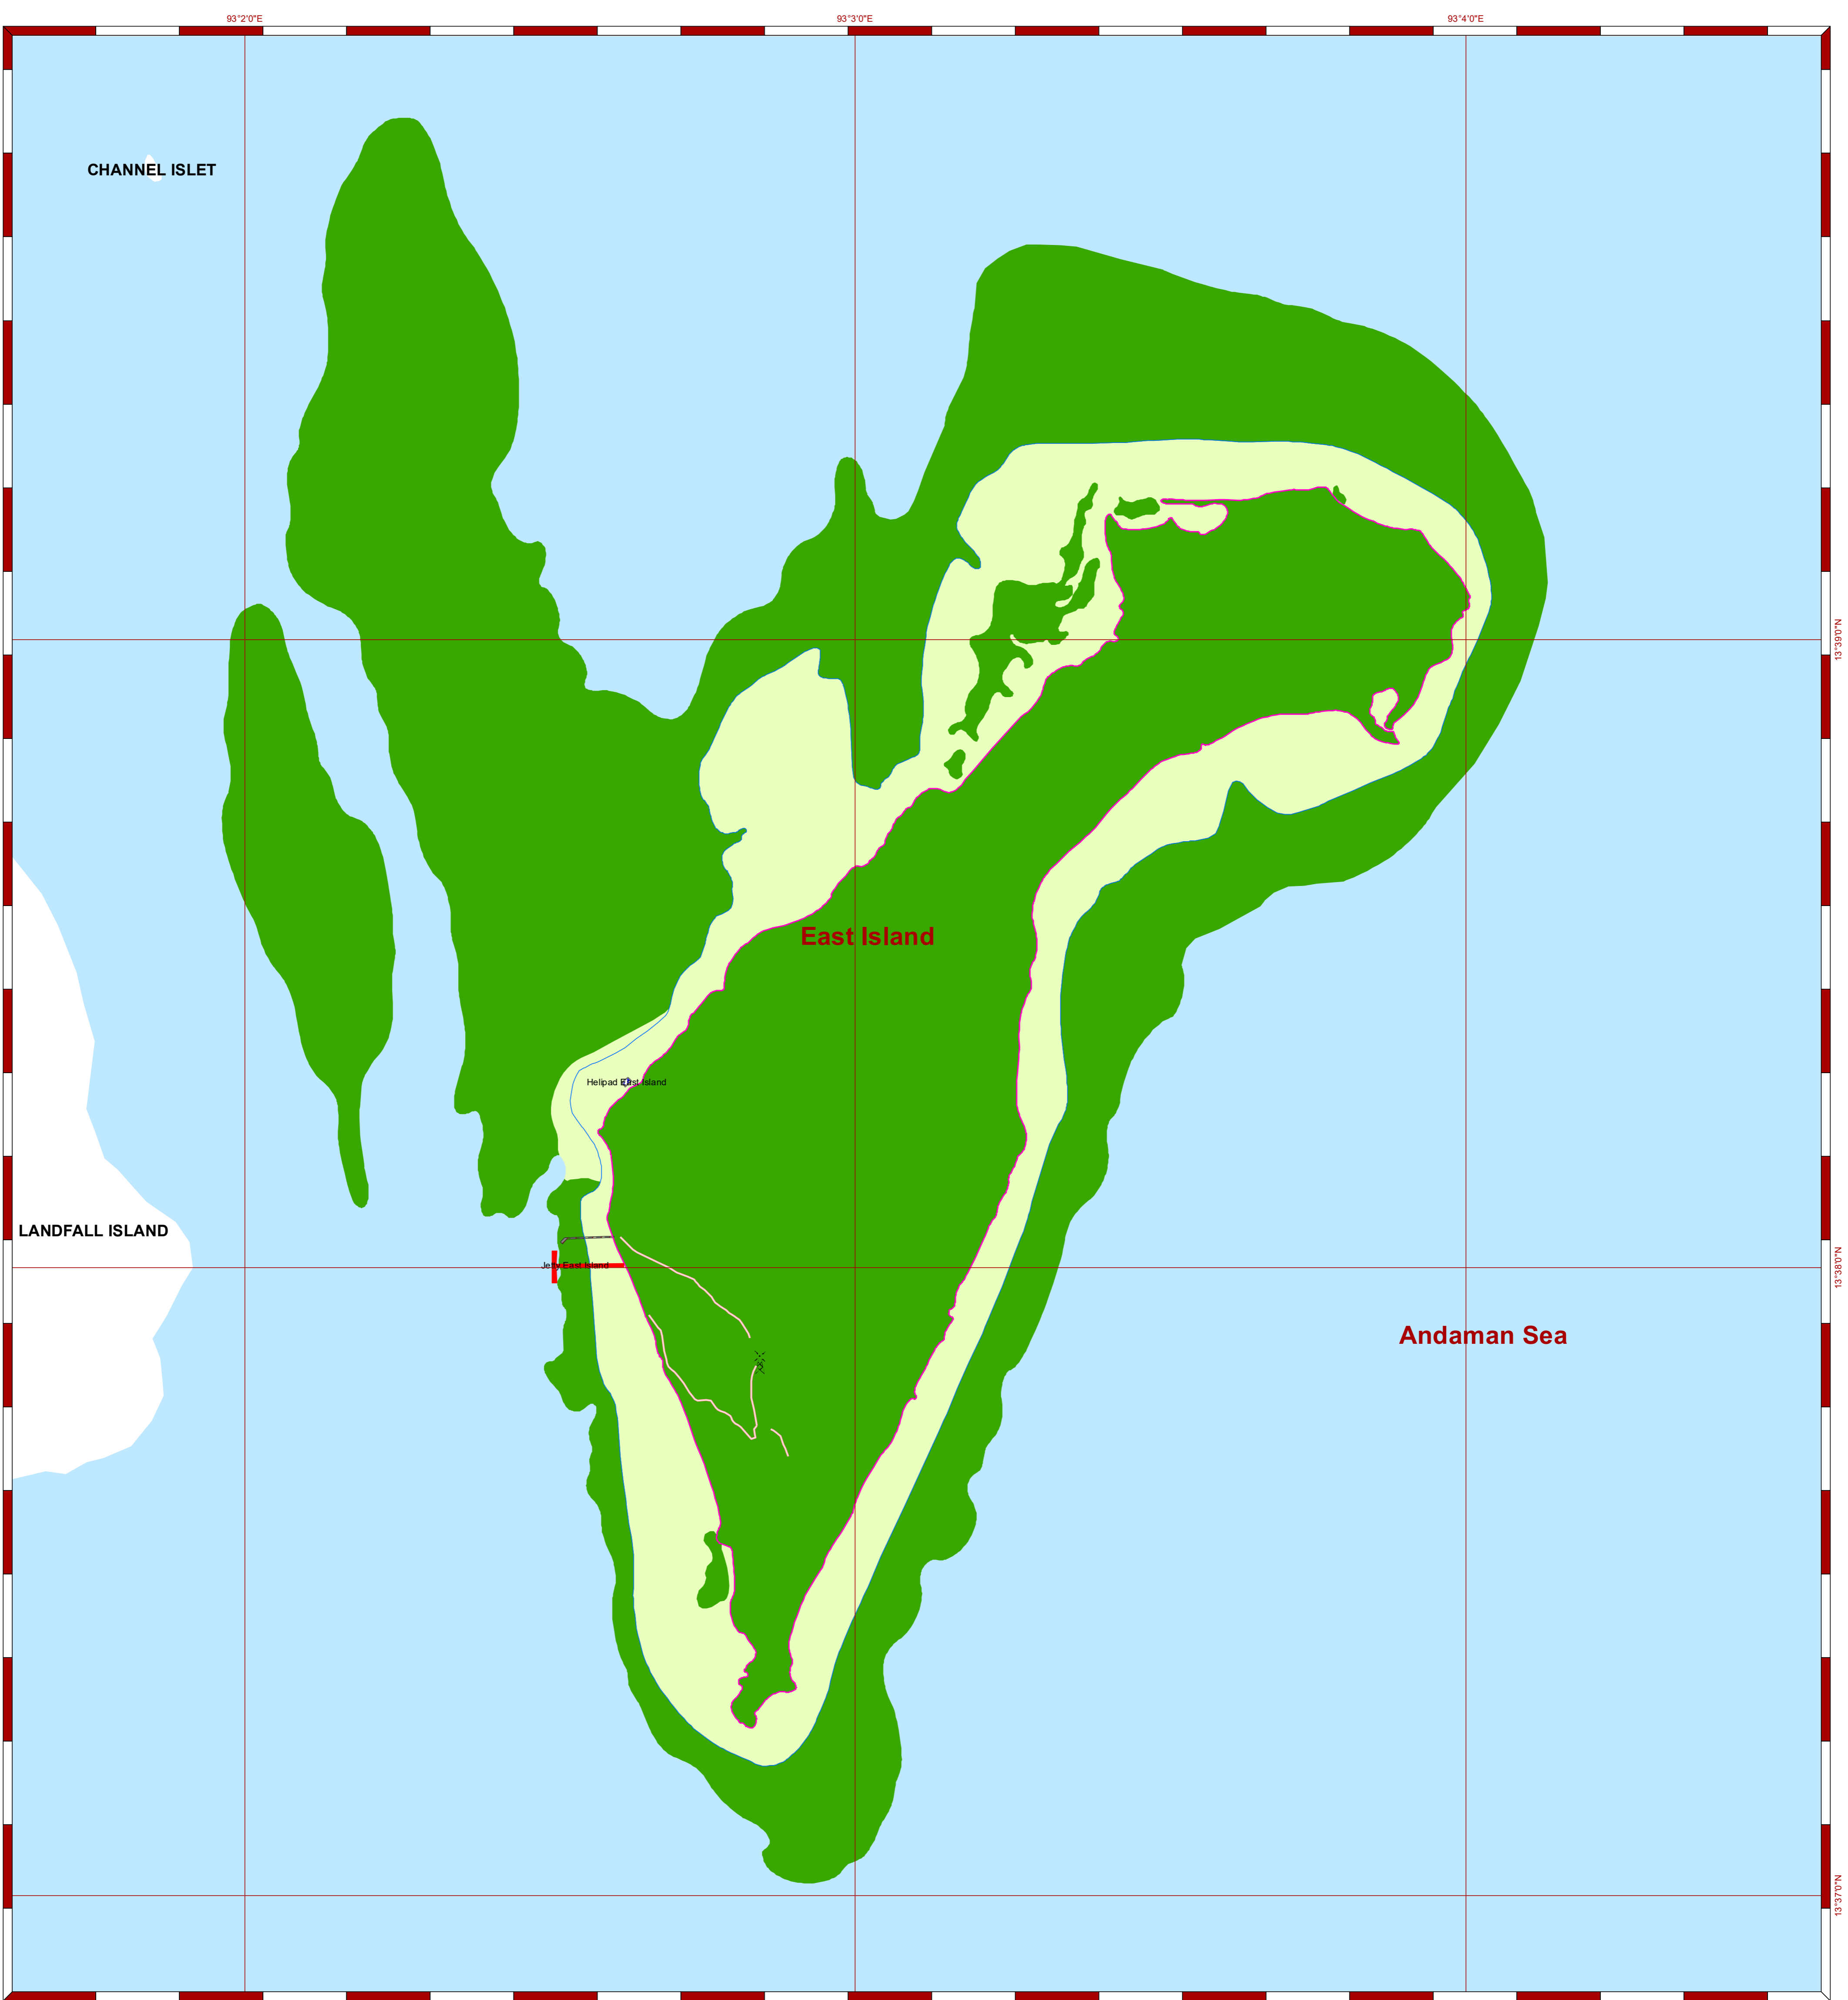 93°2'0"E
93°3'0"E
93°4'0"E
CHANNEL ISLET
13°39'0"N
East Island
Helipad East Island
LANDFALL ISLAND
Jetty East Island
13°38'0"N
Andaman Sea
13°37'0"N